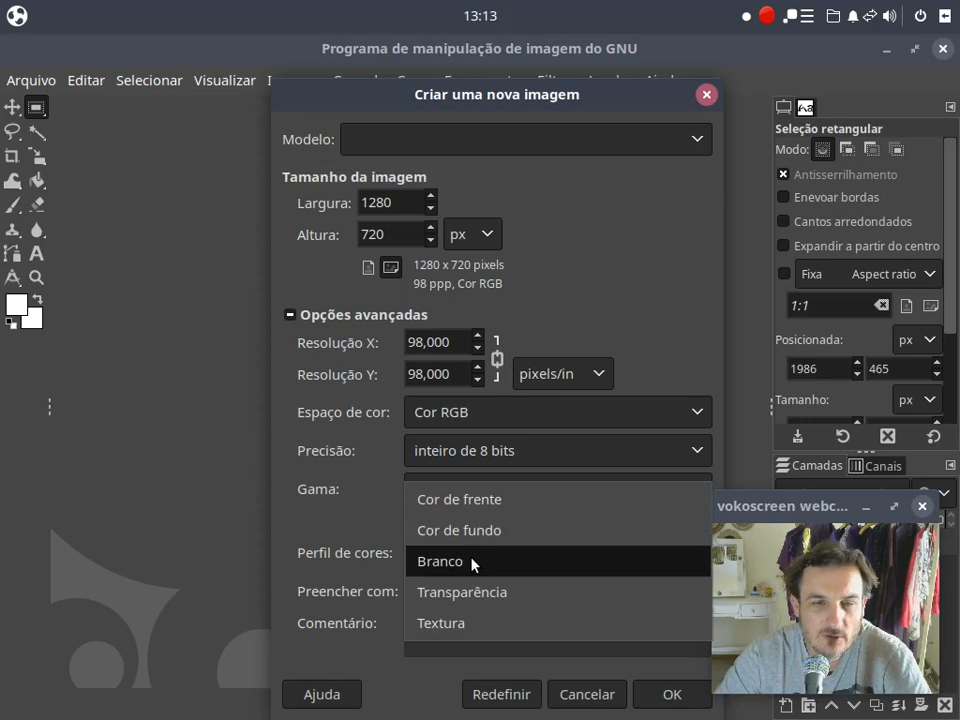 13:13
Programa de manipulação de imagem do GNU
Arquivo Editar Selecionar Visualizar
Criar uma nova imagem
Modelo:
Tamanho da imagem
Largura: 1280
Altura: 720 px
1280 x 720 pixels
98 ppp, Cor RGB
Opções avançadas
Resolução X: 98,000
Resolução Y: 98,000 pixels/in
Espaço de cor: Cor RGB
Precisão: inteiro de 8 bits
Gama:
Cor de frente
Cor de fundo
Perfil de cores:
Branco
Preencher com:
Transparência
Comentário:
Textura
Ajuda Redefinir Cancelar OK
Seleção retangular
Modo:
Antisserrilhamento
Enevoar bordas
Cantos arredondados
Expandir a partir do centro
Fixa Aspect ratio
1:1
Posicionada: px
1986 465
Tamanho: px
Camadas Canais
vokoscreen webc...